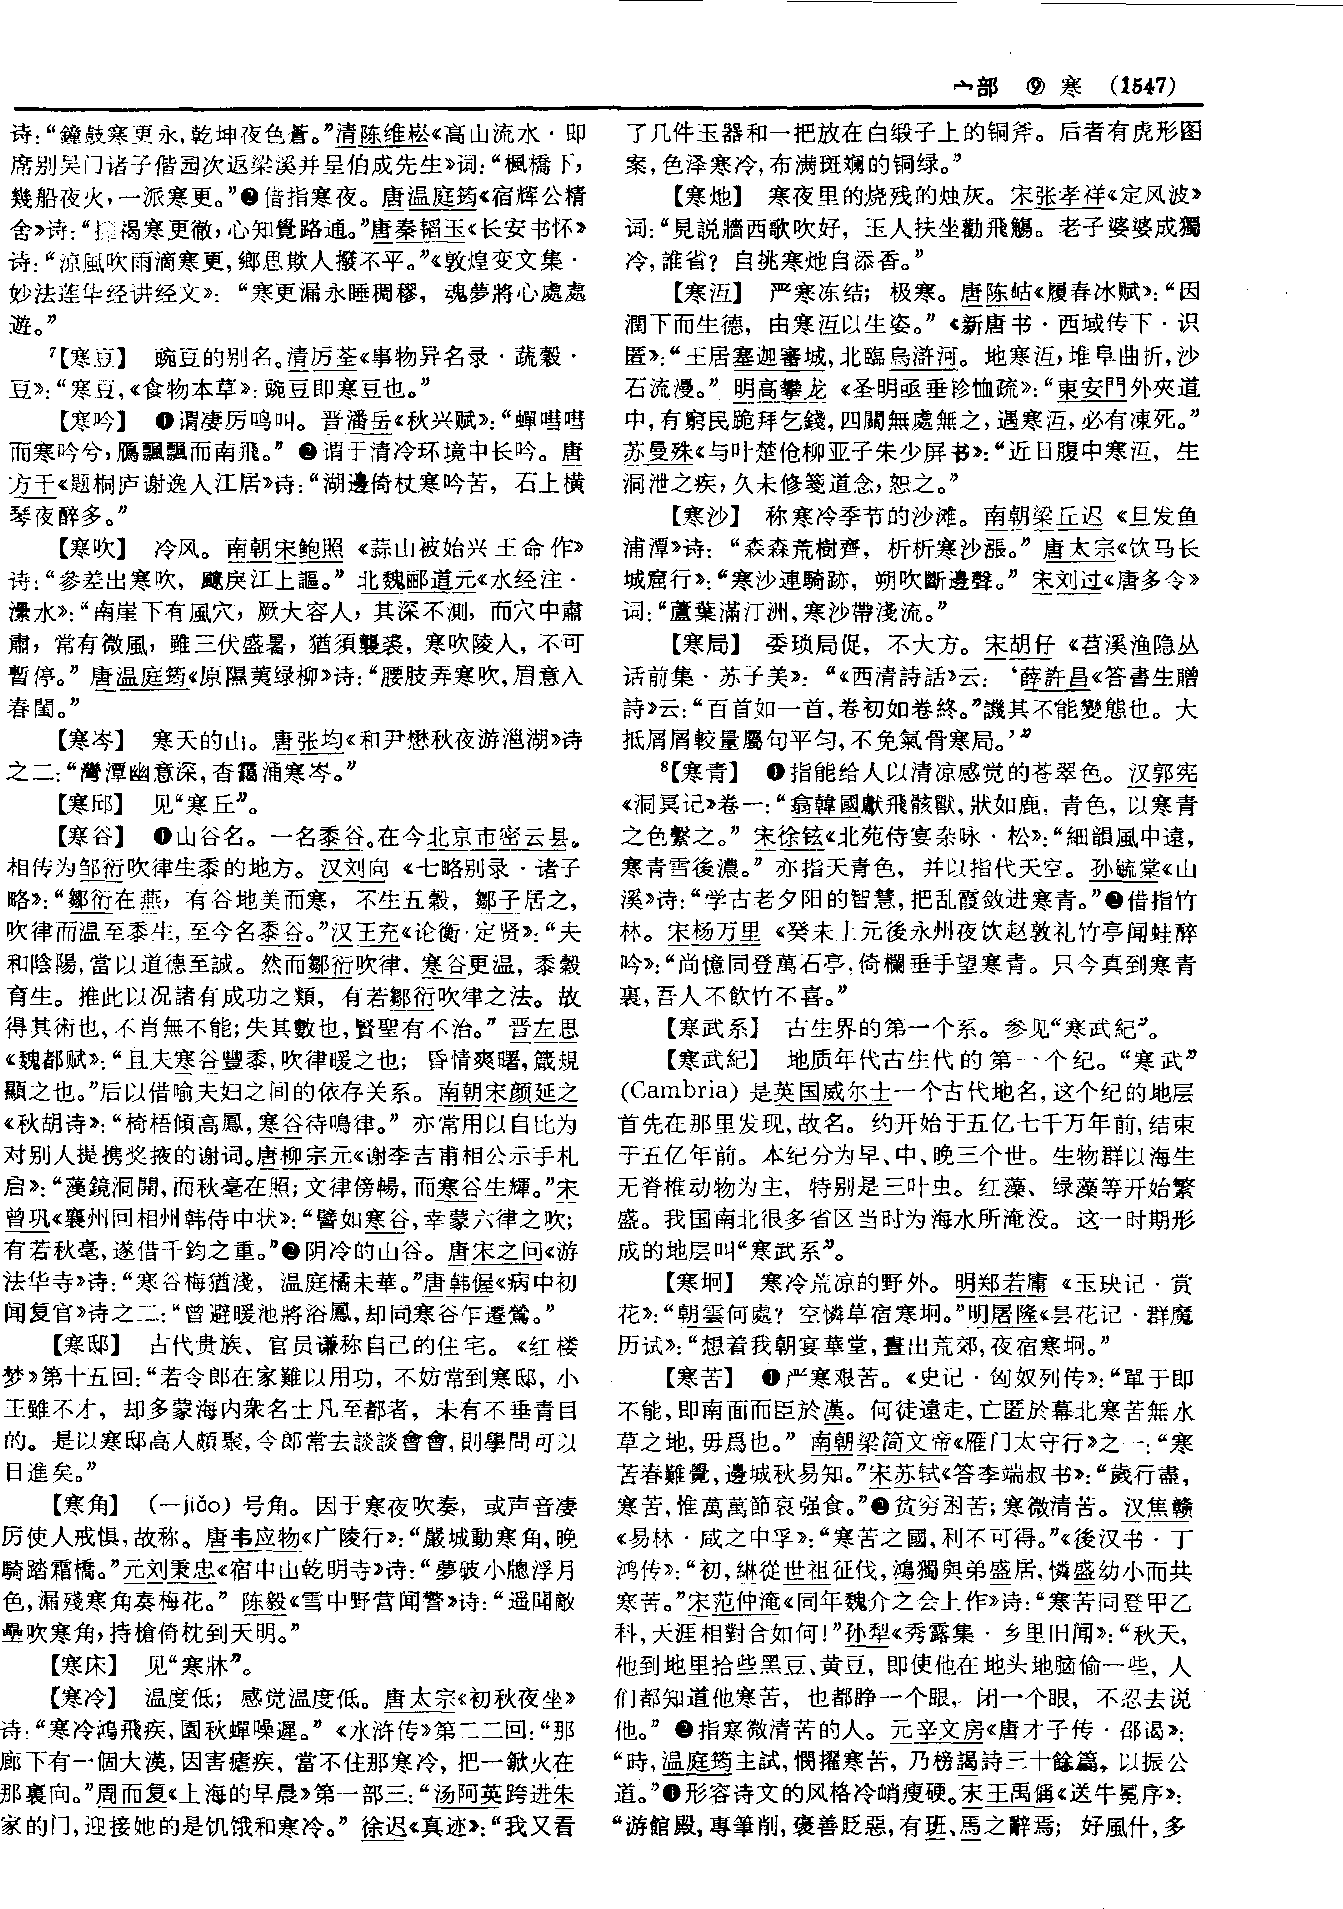 宀部 ⑨ 寒 (1547)
诗：“鐘鼓寒更永，乾坤夜色蒼。”清陈维崧《高山流水·即
席别吴门诸子偕园次返梁溪并呈伯成先生》词：“楓橋下，
幾船夜火，一派寒更。”❷借指寒夜。唐温庭筠《宿辉公精
舍》诗：“擁褐寒更徹，心知覺路通。”唐秦韬玉《长安书怀》
诗：“涼風吹雨滴寒更，鄉思欺人撥不平。”《敦煌变文集·
妙法莲华经讲经文》：“寒更漏永睡稠穆，魂夢將心處處
遊。”
7【寒豆】 豌豆的别名。清厉荃《事物异名录·蔬穀·
豆》：“寒豆，《食物本草》：豌豆即寒豆也。”
【寒吟】 ❶谓凄厉鸣叫。晋潘岳《秋兴赋》：“蟬嘒嘒
而寒吟兮，鴈飄飄而南飛。” ❷谓于清冷环境中长吟。唐
方干《题桐庐谢逸人江居》诗：“湖邊倚杖寒吟苦，石上横
琴夜醉多。”
【寒吹】 冷风。南朝宋鲍照《蒜山被始兴王命作》
诗：“參差出寒吹，飉戾江上謳。”北魏郦道元《水经注·
㶟水》：“南崖下有風穴，厥大容人，其深不測，而穴中肅
肅，常有微風，雖三伏盛暑，猶須襲裘，寒吹陵人，不可
暫停。”唐温庭筠《原隰荑绿柳》诗：“腰肢弄寒吹，眉意入
春閨。”
【寒岑】 寒天的山。唐张均《和尹懋秋夜游灉湖》诗
之二：“灣潭幽意深，杳靄涌寒岑。”
【寒邱】 见“寒丘”。
【寒谷】 ❶山谷名。一名黍谷。在今北京市密云县。
相传为邹衍吹律生黍的地方。汉刘向《七略别录·诸子
略》：“鄒衍在燕，有谷地美而寒，不生五穀，鄒子居之，
吹律而温至黍生，至今名黍谷。”汉王充《论衡·定贤》：“夫
和陰陽，當以道德至誠。然而鄒衍吹律，寒谷更温，黍穀
育生。推此以况諸有成功之類，有若鄒衍吹律之法。故
得其術也，不肖無不能；失其數也，賢聖有不治。”晋左思
《魏都赋》：“且夫寒谷豐黍，吹律暖之也；昏情爽曙，箴規
顯之也。”后以借喻夫妇之间的依存关系。南朝宋颜延之
《秋胡诗》：“椅梧傾高鳳，寒谷待鳴律。”亦常用以自比为
对别人提携奖掖的谢词。唐柳宗元《谢李吉甫相公示手札
启》：“藻鏡洞開，而秋毫在照；文律傍暢，而寒谷生輝。”宋
曾巩《襄州回相州韩侍中状》：“譬如寒谷，幸蒙六律之吹；
有若秋毫，遂借千鈞之重。”❷阴冷的山谷。唐宋之问《游
法华寺》诗：“寒谷梅猶淺，温庭橘未華。”唐韩偓《病中初
闻复官》诗之二：“曾避暖池將浴鳳，却同寒谷乍遷鶯。”
【寒邸】 古代贵族、官员谦称自己的住宅。《红楼
梦》第十五回：“若令郎在家難以用功，不妨常到寒邸，小
王雖不才，却多蒙海内衆名士凡至都者，未有不垂青目
的。是以寒邸高人頗聚，令郎常去談談會會，則學問可以
日進矣。”
【寒角】 （—jiǎo）号角。因于寒夜吹奏，或声音凄
厉使人戒惧，故称。唐韦应物《广陵行》：“嚴城動寒角，晚
騎踏霜橋。”元刘秉忠《宿中山乾明寺》诗：“夢破小牕浮月
色，漏殘寒角奏梅花。”陈毅《雪中野营闻警》诗：“遥聞敵
壘吹寒角，持槍倚枕到天明。”
【寒床】 见“寒牀”。
【寒冷】 温度低；感觉温度低。唐太宗《初秋夜坐》
诗：“寒冷鴻飛疾，園秋蟬噪遲。”《水浒传》第二二回：“那
廊下有一個大漢，因害瘧疾，當不住那寒冷，把一鍁火在
那裏向。”周而复《上海的早晨》第一部三：“汤阿英跨进朱
家的门，迎接她的是饥饿和寒冷。”徐迟《真迹》：“我又看
了几件玉器和一把放在白缎子上的铜斧。后者有虎形图
案，色泽寒冷，布满斑斓的铜绿。”
【寒灺】 寒夜里的烧残的烛灰。宋张孝祥《定风波》
词：“見説牆西歌吹好，玉人扶坐勸飛觴。老子婆婆成獨
冷，誰省？自挑寒灺自添香。”
【寒沍】 严寒冻结；极寒。唐陈岵《履春冰赋》：“因
潤下而生德，由寒沍以生姿。”《新唐书·西域传下·识
匿》：“王居塞迦審城，北臨烏滸河。地寒沍，堆阜曲折，沙
石流漫。”明高攀龙《圣明亟垂轸恤疏》：“東安門外夾道
中，有窮民跪拜乞錢，四闕無處無之，遇寒沍，必有凍死。”
苏曼殊《与叶楚伧柳亚子朱少屏书》：“近日腹中寒沍，生
洞泄之疾，久未修箋道念，恕之。”
【寒沙】 称寒冷季节的沙滩。南朝梁丘迟《旦发鱼
浦潭》诗：“森森荒樹齊，析析寒沙漲。”唐太宗《饮马长
城窟行》：“寒沙連騎跡，朔吹斷邊聲。”宋刘过《唐多令》
词：“蘆葉滿汀洲，寒沙帶淺流。”
【寒局】 委琐局促，不大方。宋胡仔《苕溪渔隐丛
话前集·苏子美》：“《西清詩話》云：‘薛許昌《答書生贈
詩》云：“百首如一首，卷初如卷終。”譏其不能變態也。大
抵屑屑較量屬句平匀，不免氣骨寒局。’”
8【寒青】 ❶指能给人以清凉感觉的苍翠色。汉郭宪
《洞冥记》卷一：“翕韓國獻飛骸獸，狀如鹿，青色，以寒青
之色繫之。”宋徐铉《北苑侍宴杂咏·松》：“細韻風中遠，
寒青雪後濃。”亦指天青色，并以指代天空。孙毓棠《山
溪》诗：“学古老夕阳的智慧，把乱霞敛进寒青。”❷借指竹
林。宋杨万里《癸未上元後永州夜饮赵敦礼竹亭闻蛙醉
吟》：“尚憶同登萬石亭，倚欄垂手望寒青。只今真到寒青
裏，吾人不飲竹不喜。”
【寒武系】 古生界的第一个系。参见“寒武紀”。
【寒武紀】 地质年代古生代的第一个纪。“寒武”
(Cambria)是英国威尔士一个古代地名，这个纪的地层
首先在那里发现，故名。约开始于五亿七千万年前，结束
于五亿年前。本纪分为早、中、晚三个世。生物群以海生
无脊椎动物为主，特别是三叶虫。红藻、绿藻等开始繁
盛。我国南北很多省区当时为海水所淹没。这一时期形
成的地层叫“寒武系”。
【寒坰】 寒冷荒凉的野外。明郑若庸《玉玦记·赏
花》：“朝雲何處？空憐草宿寒坰。”明屠隆《昙花记·群魔
历试》：“想着我朝宴華堂，晝出荒郊，夜宿寒坰。”
【寒苦】 ❶严寒艰苦。《史记·匈奴列传》：“單于即
不能，即南面而臣於漢。何徒遠走，亡匿於幕北寒苦無水
草之地，毋爲也。”南朝梁简文帝《雁门太守行》之一：“寒
苦春難覺，邊城秋易知。”宋苏轼《答李端叔书》：“歲行盡，
寒苦，惟萬萬節哀强食。”❷贫穷困苦；寒微清苦。汉焦赣
《易林·咸之中孚》：“寒苦之國，利不可得。”《後汉书·丁
鸿传》：“初，綝從世祖征伐，鴻獨與弟盛居，憐盛幼小而共
寒苦。”宋范仲淹《同年魏介之会上作》诗：“寒苦同登甲乙
科，天涯相對合如何！”孙犁《秀露集·乡里旧闻》：“秋天，
他到地里拾些黑豆、黄豆，即使他在地头地脑偷一些，人
们都知道他寒苦，也都睁一个眼，闭一个眼，不忍去说
他。”❷指寒微清苦的人。元辛文房《唐才子传·邵谒》：
“時，温庭筠主試，憫擢寒苦，乃榜謁詩三十餘篇，以振公
道。”❶形容诗文的风格冷峭瘦硬。宋王禹偁《送牛冕序》：
“游館殿，專筆削，褒善貶惡，有班、馬之辭焉；好風什，多